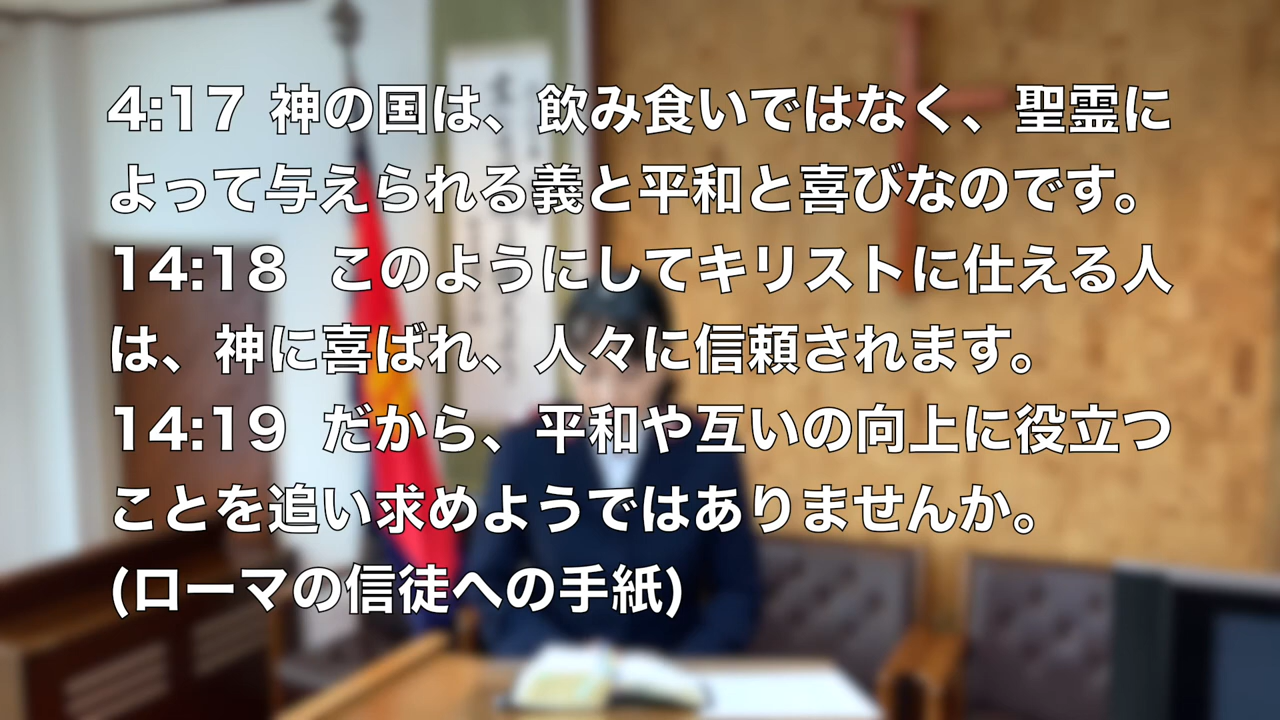 4:17 神の国は、飲み食いではなく、聖霊に
よって与えられる義と平和と喜びなのです。
14:18 このようにしてキリストに仕える人
は、神に喜ばれ、人々に信頼されます。
14:19 だから、平和や互いの向上に役立つ
ことを追い求めようではありませんか。
(ローマの信徒への手紙)